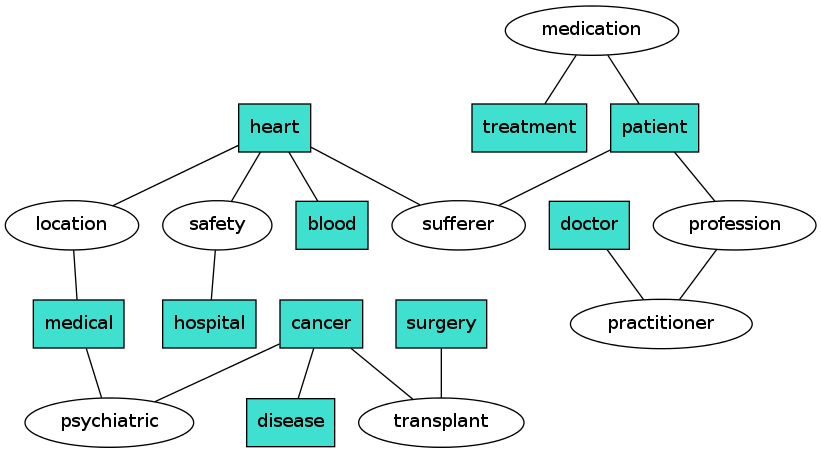 medication
heart
treatment
patient
location
safety
blood
sufferer
doctor
profession
medical
hospital
cancer
surgery
practitioner
psychiatric
disease
transplant